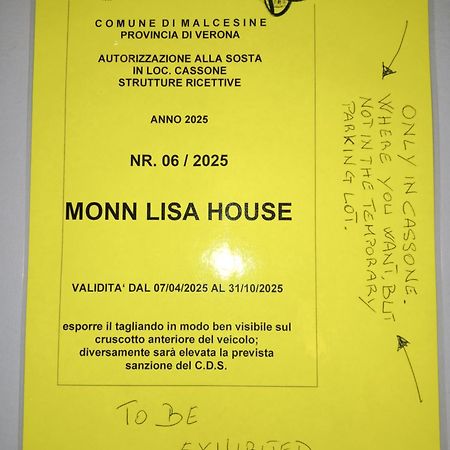 COMUNE DI MALCESINE
PROVINCIA DI VERONA
AUTORIZZAZIONE ALLA SOSTA
IN LOC. CASSONE
STRUTTURE RICETTIVE
ANNO 2025
NR. 06 / 2025
MONN LISA HOUSE
VALIDITA' DAL 07/04/2025 AL 31/10/2025
esporre il tagliando in modo ben visibile sul
cruscotto anteriore del veicolo;
diversamente sarà elevata la prevista
sanzione del C.D.S.
TO BE
EXHIBITED
ONLY IN CASSONE.
WHERE YOU WANT, BUT
NOT IN THE TEMPORARY
PARKING LOT.